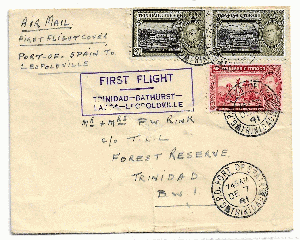 AIR MAIL
FIRST FLIGHT COVER
PORT-OF-SPAIN TO
LEOPOLDVILLE
FIRST FLIGHT
TRINIDAD-BATHURST-
LAGOS-LEOPOLDVILLE
MR & MRS F W RINK
c/o T.L.L
FOREST RESERVE
TRINIDAD
B W I